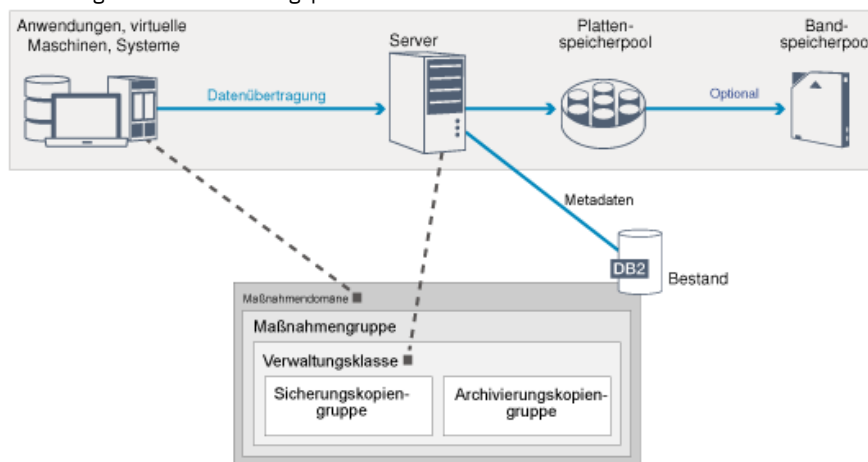 Anwendungen, virtuelle
Maschinen, Systeme
Server
Platten-
speicherpool
Band-
speicherpool
Datenübertragung
Optional
Metadaten
DB2
Bestand
Maßnahmendomäne
Maßnahmengruppe
Verwaltungsklasse
Sicherungskopien-
gruppe
Archivierungskopien-
gruppe